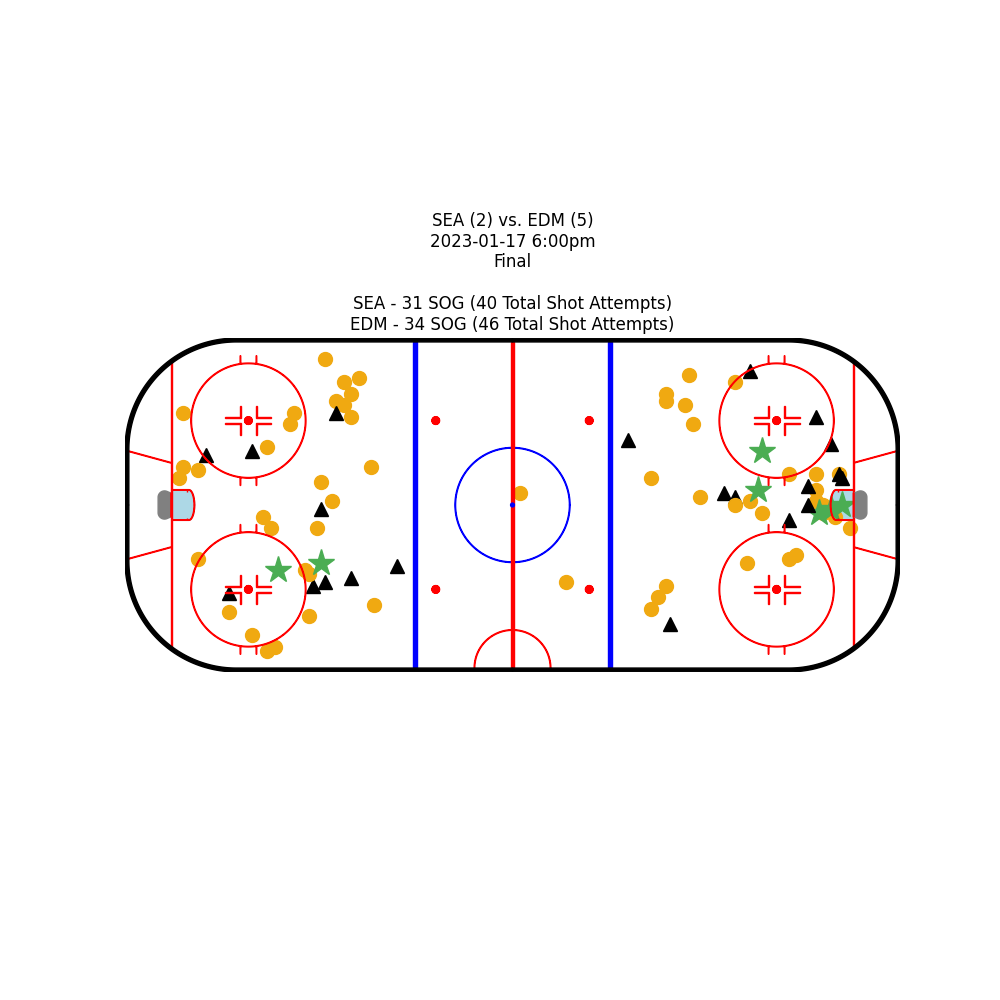 SEA (2) vs. EDM (5)
2023-01-17 6:00pm
Final
SEA - 31 SOG (40 Total Shot Attempts)
EDM - 34 SOG (46 Total Shot Attempts)